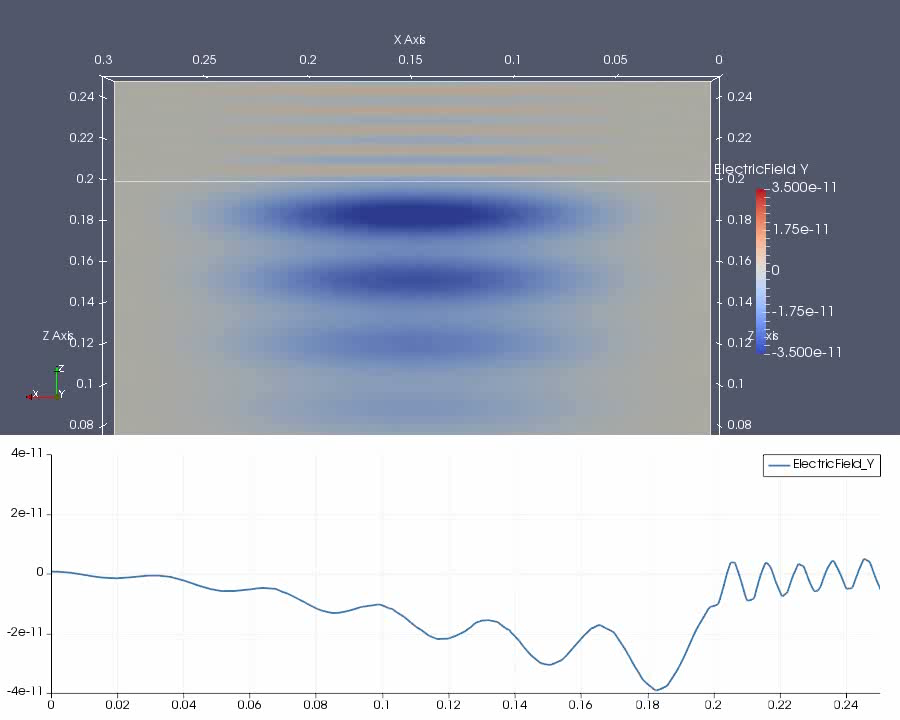 X Axis
0.3 0.25 0.2 0.15 0.1 0.05 0
0.24 0.24
0.22 0.22
ElectricField Y
0.2 0.2
3.500e-11
0.18 0.18
1.75e-11
0.16 0.16
0
0.14 0.14
-1.75e-11
Z Axis Z Axis
0.12 0.12
-3.500e-11
Z
0.1 0.1
X Y
0.08 0.08
4e-11
ElectricField_Y
2e-11
0
-2e-11
-4e-11
0 0.02 0.04 0.06 0.08 0.1 0.12 0.14 0.16 0.18 0.2 0.22 0.24